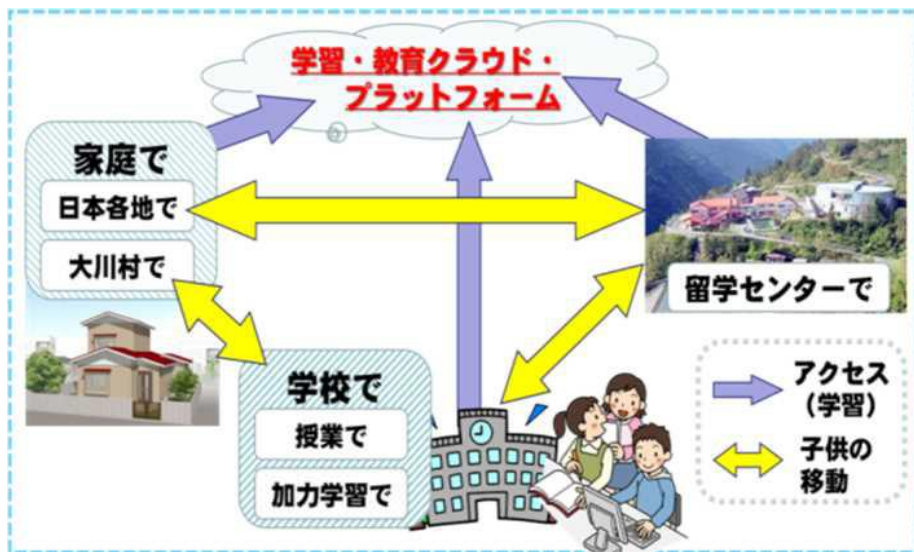 学習・教育クラウド・
プラットフォーム
家庭で
日本各地で
大川村で
留学センターで
学校で
授業で
加力学習で
アクセス
（学習）
子供の
移動